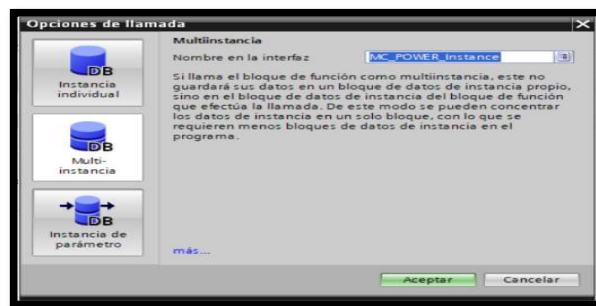 Opciones de llamada
DB
Instancia
individual
DB
Multi-
instancia
DB
Instancia de
parámetro
Multiinstancia
Nombre en la interfaz
MC_POWER_Instance
Si llama el bloque de función como multiinstancia, este no
guardará sus datos en un bloque de datos de instancia propio,
sino en el bloque de datos de instancia del bloque de función
que efectúa la llamada. De este modo se pueden concentrar
los datos de instancia en un solo bloque, con lo que se
requieren menos bloques de datos de instancia en el
programa.
más...
Aceptar
Cancelar